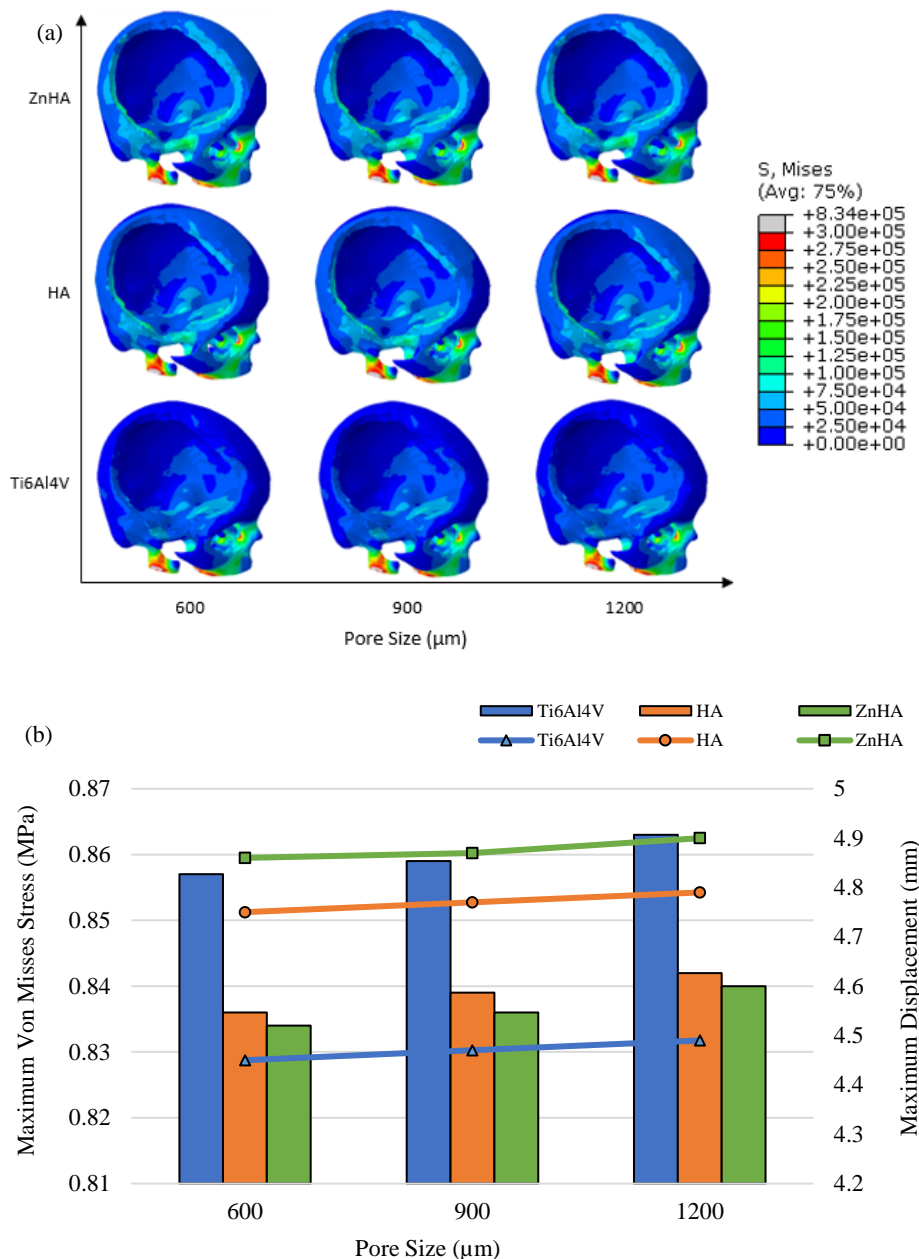 (a)
ZnHA
HA
Ti6Al4V
600 900 1200
Pore Size (µm)
S, Mises
(Avg: 75%)
+8.34e+05
+3.00e+05
+2.75e+05
+2.50e+05
+2.25e+05
+2.00e+05
+1.75e+05
+1.50e+05
+1.25e+05
+1.00e+05
+7.50e+04
+5.00e+04
+2.50e+04
+0.00e+00
(b)
Ti6Al4V HA ZnHA
Ti6Al4V HA ZnHA
Maximum Von Misses Stress (MPa)
0.87
0.86
0.85
0.84
0.83
0.82
0.81
5
4.9
4.8
4.7
4.6
4.5
4.4
4.3
4.2
Maximum Displacement (mm)
600 900 1200
Pore Size (µm)